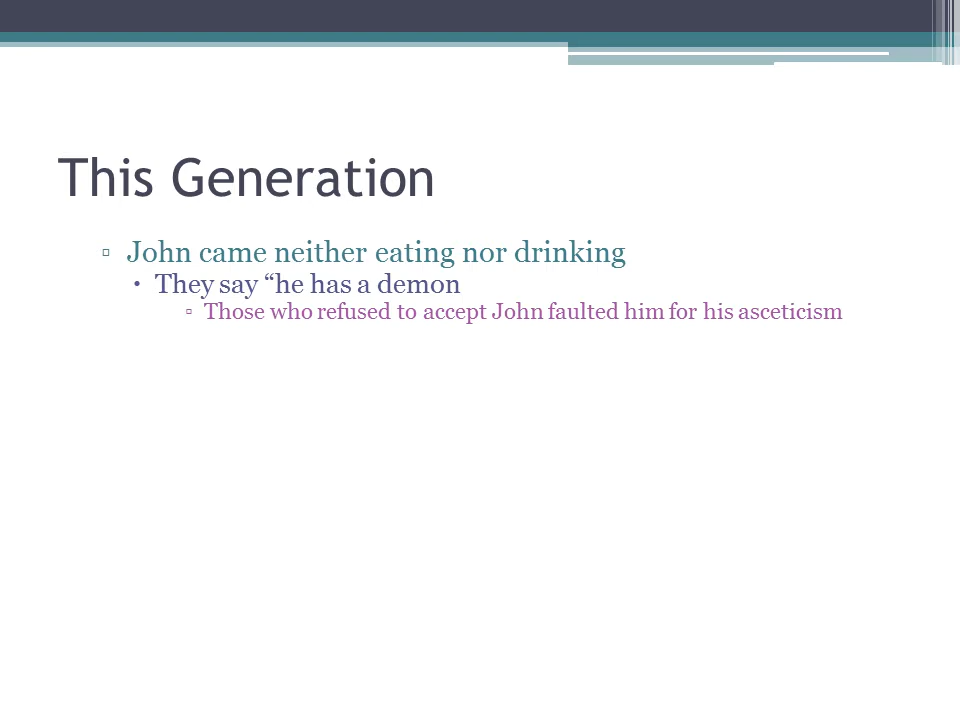 This Generation
▫ John came neither eating nor drinking
▪ They say “he has a demon
▫ Those who refused to accept John faulted him for his asceticism